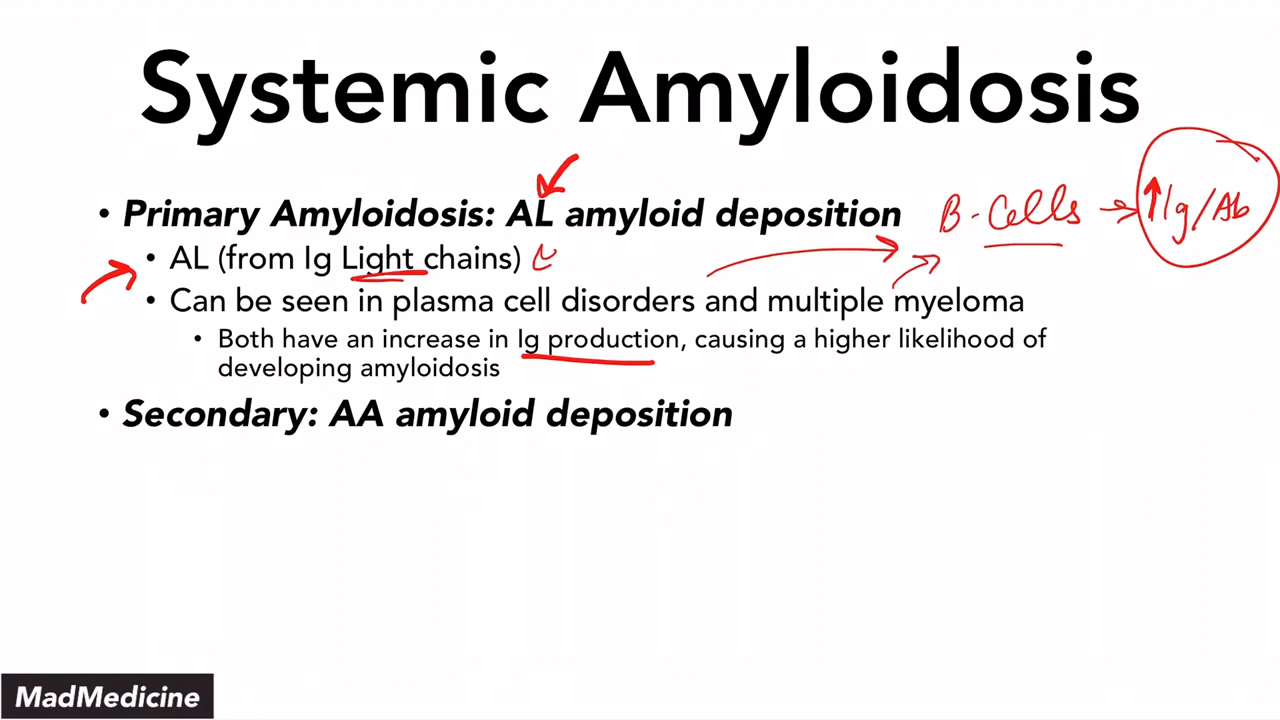 Systemic Amyloidosis
• Primary Amyloidosis: AL amyloid deposition
B-Cells → ↑Ig/Ab
• AL (from Ig Light chains)
• Can be seen in plasma cell disorders and multiple myeloma
• Both have an increase in Ig production, causing a higher likelihood of
developing amyloidosis
• Secondary: AA amyloid deposition
MadMedicine